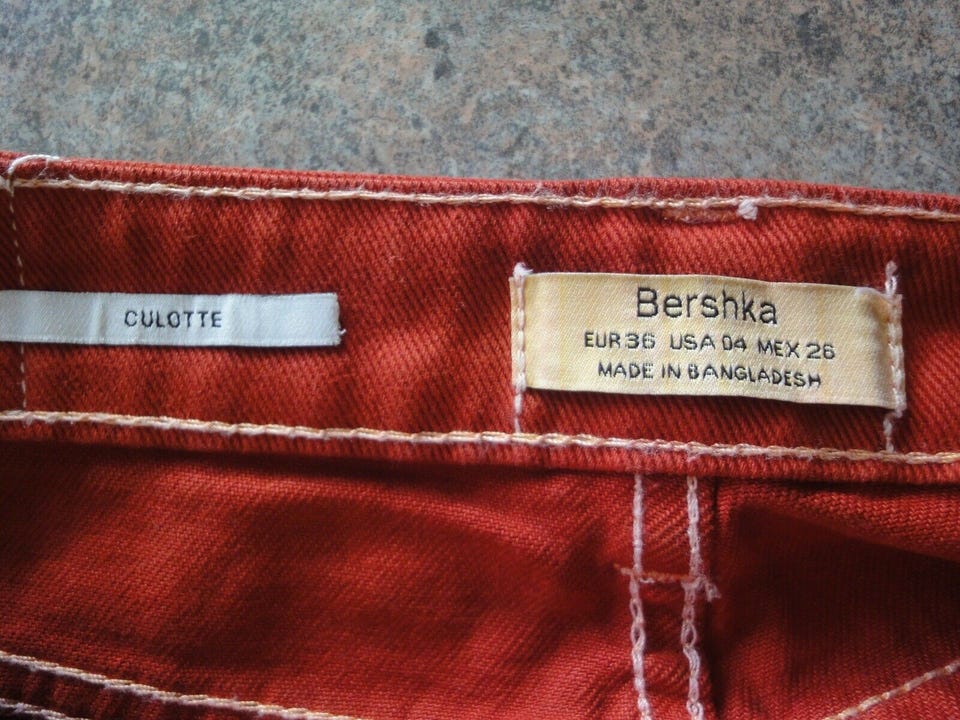 CULOTTE
Bershka
EUR 36 USA 04 MEX 26
MADE IN BANGLADESH